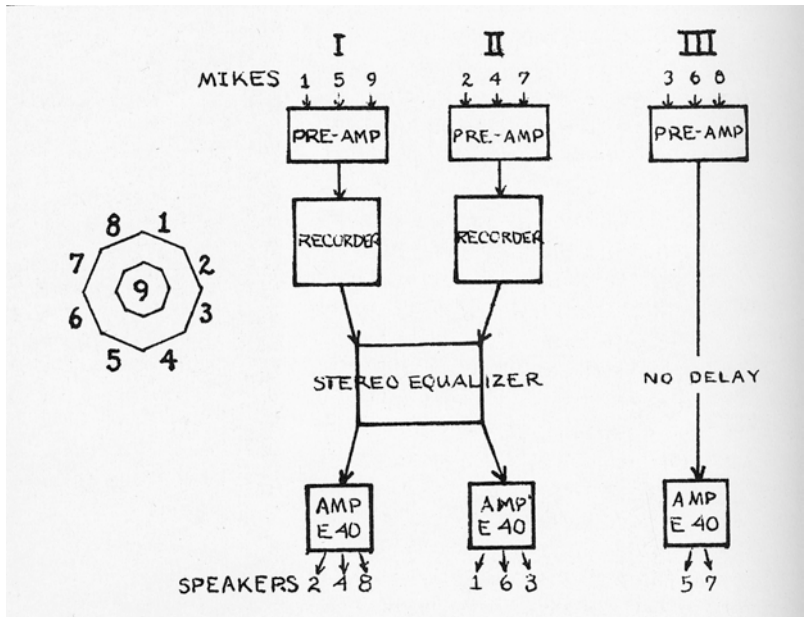 I II III
MIKES 1 5 9 2 4 7 3 6 8
PRE-AMP PRE-AMP PRE-AMP
8 1
7 2
9
6 3
5 4
RECORDER RECORDER
STEREO EQUALIZER NO DELAY
AMP E 40 AMP E 40 AMP E 40
SPEAKERS 2 4 8 1 6 3 5 7